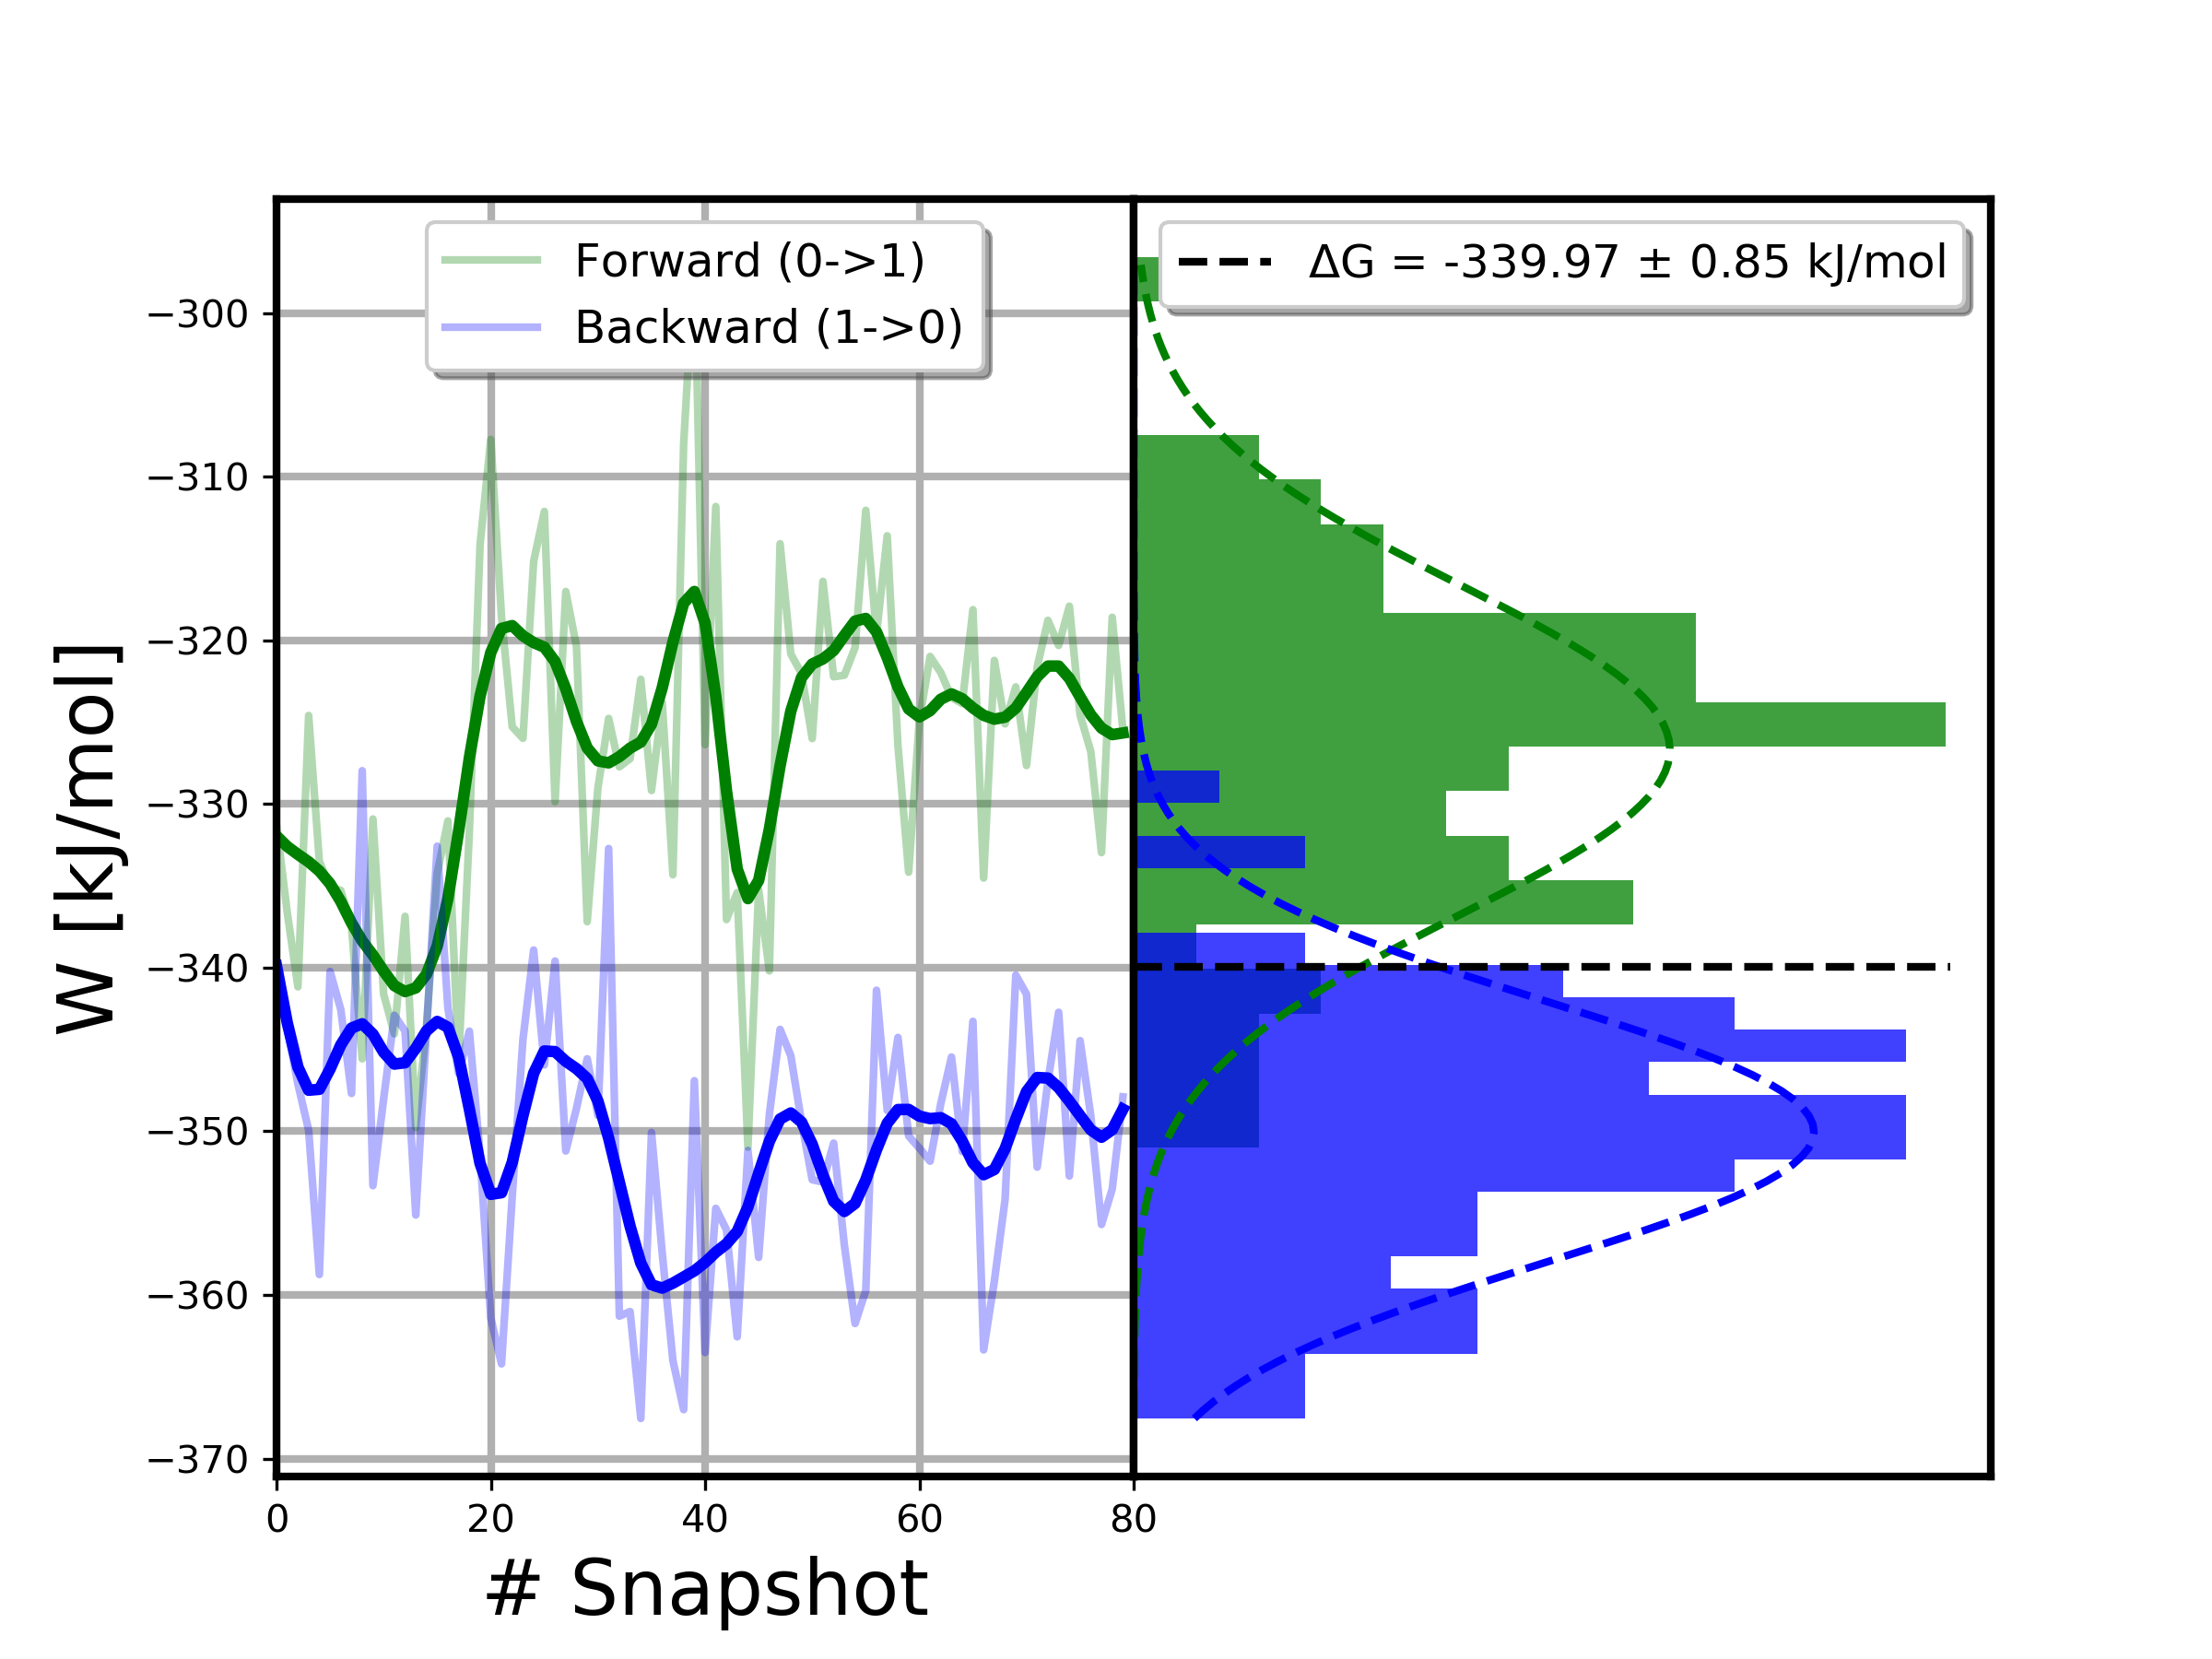 Forward (0->1)
Backward (1->0)
ΔG = -339.97 ± 0.85 kJ/mol
W [kJ/mol]
−300
−310
−320
−330
−340
−350
−360
−370
0 20 40 60 80
# Snapshot